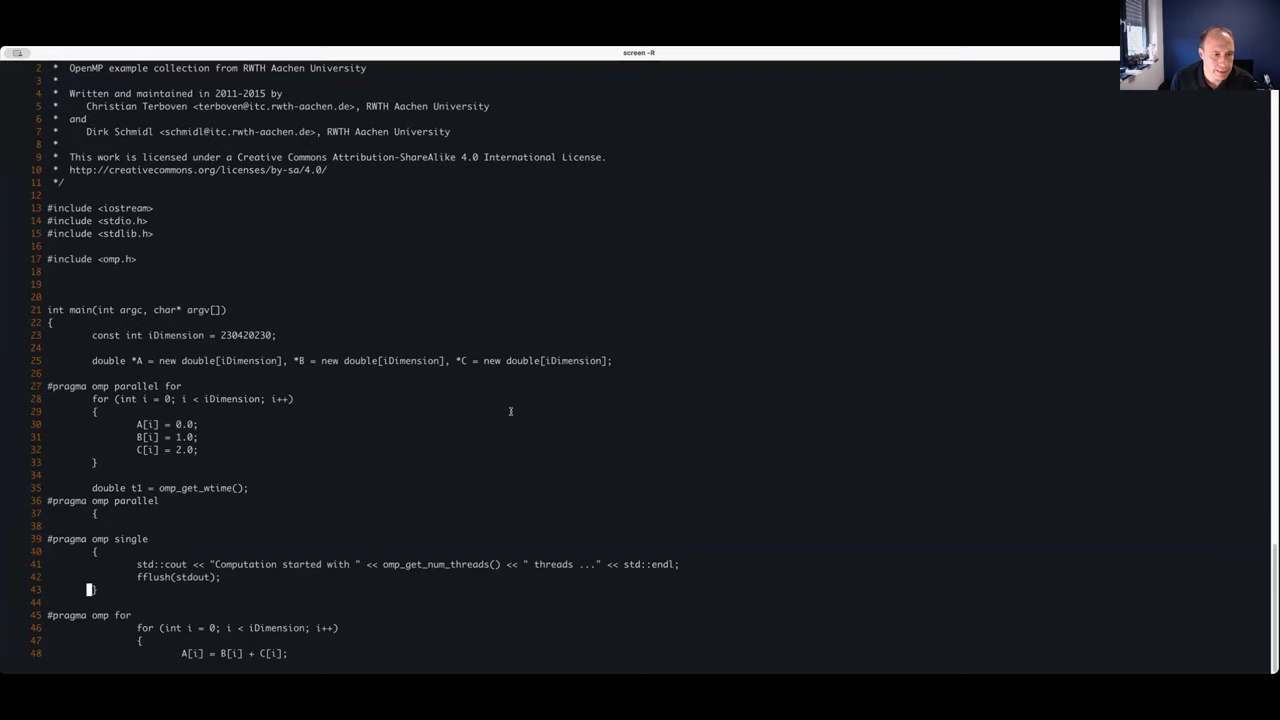 screen -R
2 * OpenMP example collection from RWTH Aachen University
3 *
4 * Written and maintained in 2011-2015 by
5 * Christian Terboven <terboven@itc.rwth-aachen.de>, RWTH Aachen University
6 * and
7 * Dirk Schmidl <schmidl@itc.rwth-aachen.de>, RWTH Aachen University
8 *
9 * This work is licensed under a Creative Commons Attribution-ShareAlike 4.0 International License.
10 * http://creativecommons.org/licenses/by-sa/4.0/
11 */
12
13 #include <iostream>
14 #include <stdio.h>
15 #include <stdlib.h>
16
17 #include <omp.h>
18
19
20
21 int main(int argc, char* argv[])
22 {
23 const int iDimension = 230420230;
24
25 double *A = new double[iDimension], *B = new double[iDimension], *C = new double[iDimension];
26
27 #pragma omp parallel for
28 for (int i = 0; i < iDimension; i++)
29 {
30 A[i] = 0.0;
31 B[i] = 1.0;
32 C[i] = 2.0;
33 }
34
35 double t1 = omp_get_wtime();
36 #pragma omp parallel
37 {
38
39 #pragma omp single
40 {
41 std::cout << "Computation started with " << omp_get_num_threads() << " threads ..." << std::endl;
42 fflush(stdout);
43 }
44
45 #pragma omp for
46 for (int i = 0; i < iDimension; i++)
47 {
48 A[i] = B[i] + C[i];